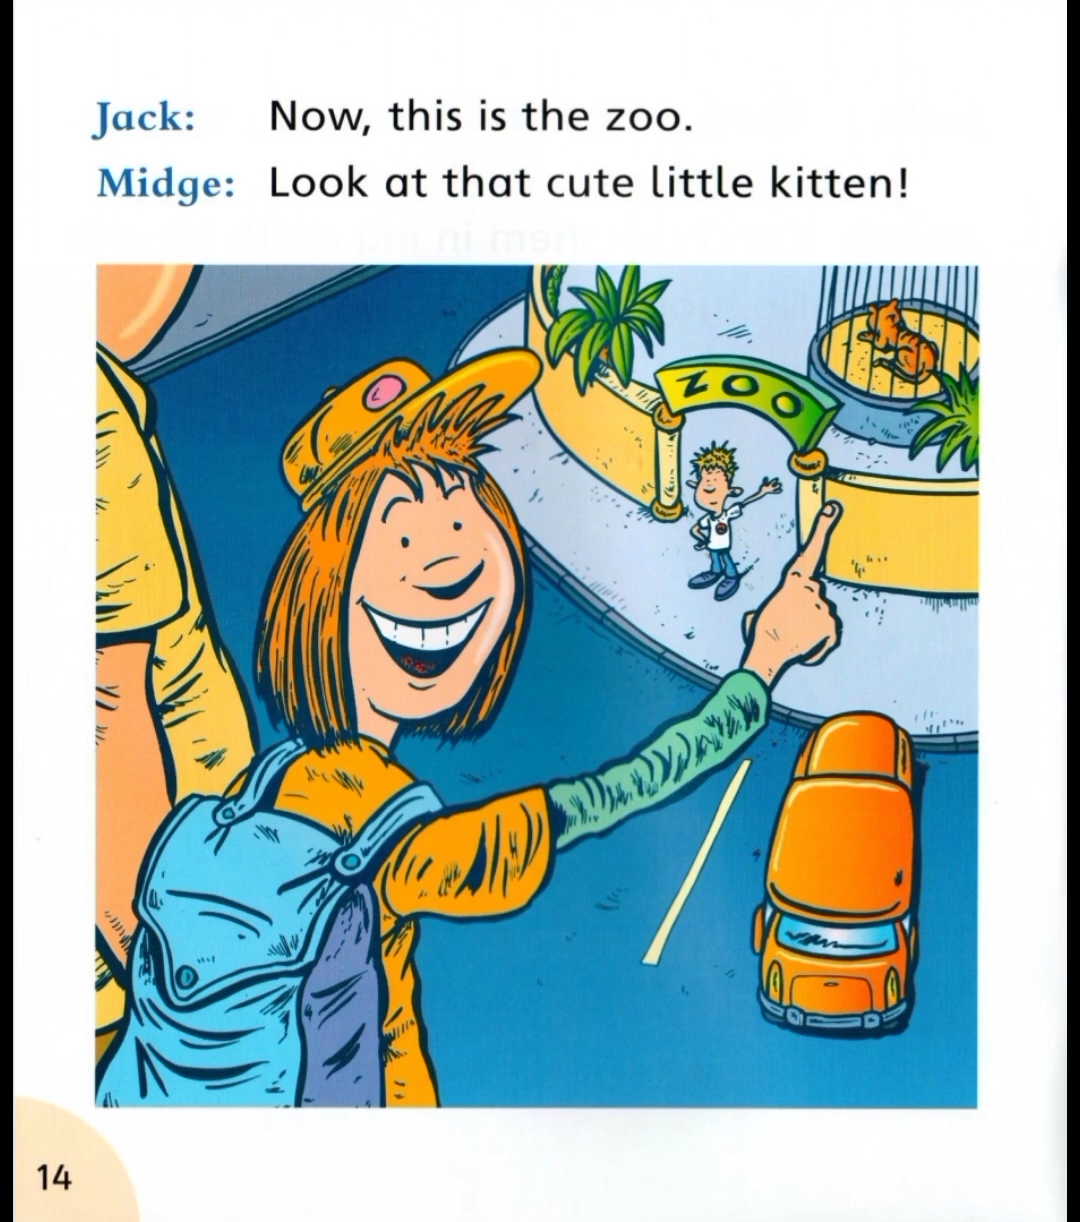 Jack: Now, this is the zoo.
Midge: Look at that cute little kitten!
ZOO
14